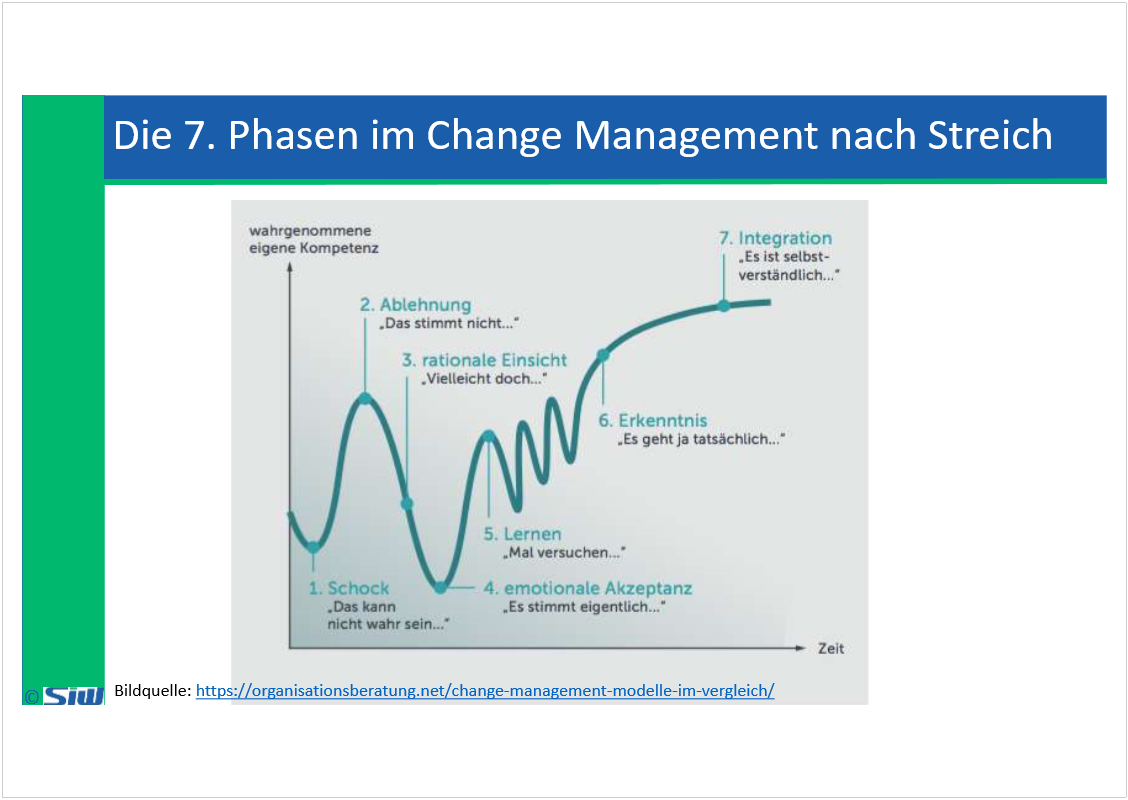 Die 7. Phasen im Change Management nach Streich
wahrgenommene
eigene Kompetenz
7. Integration
„Es ist selbst-
verständlich...“
2. Ablehnung
„Das stimmt nicht...“
3. rationale Einsicht
„Vielleicht doch...“
6. Erkenntnis
„Es geht ja tatsächlich...“
5. Lernen
„Mal versuchen...“
1. Schock
„Das kann
nicht wahr sein...“
4. emotionale Akzeptanz
„Es stimmt eigentlich...“
Zeit
© SIW
Bildquelle: https://organisationsberatung.net/change-management-modelle-im-vergleich/